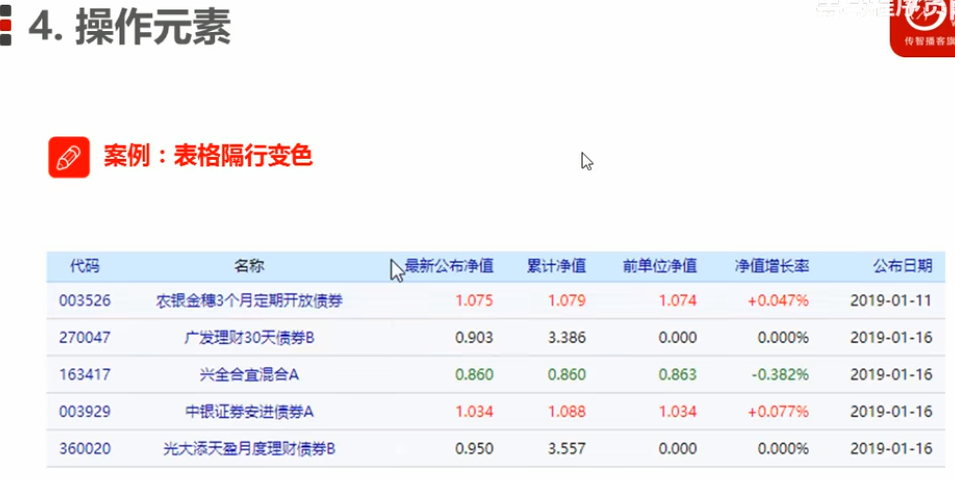 4. 操作元素
传智播客旗
案例：表格隔行变色
代码 名称 最新公布净值 累计净值 前单位净值 净值增长率 公布日期
003526 农银金穗3个月定期开放债券 1.075 1.079 1.074 +0.047% 2019-01-11
270047 广发理财30天债券B 0.903 3.386 0.000 0.000% 2019-01-16
163417 兴全合宜混合A 0.860 0.860 0.863 -0.382% 2019-01-16
003929 中银证券安进债券A 1.034 1.088 1.034 +0.077% 2019-01-16
360020 光大添天盈月度理财债券B 0.950 3.557 0.000 0.000% 2019-01-16